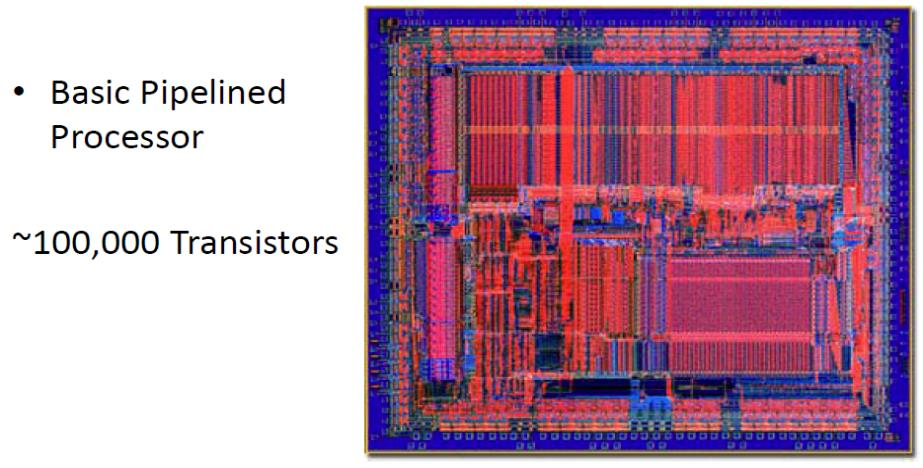 • Basic Pipelined
Processor
~100,000 Transistors